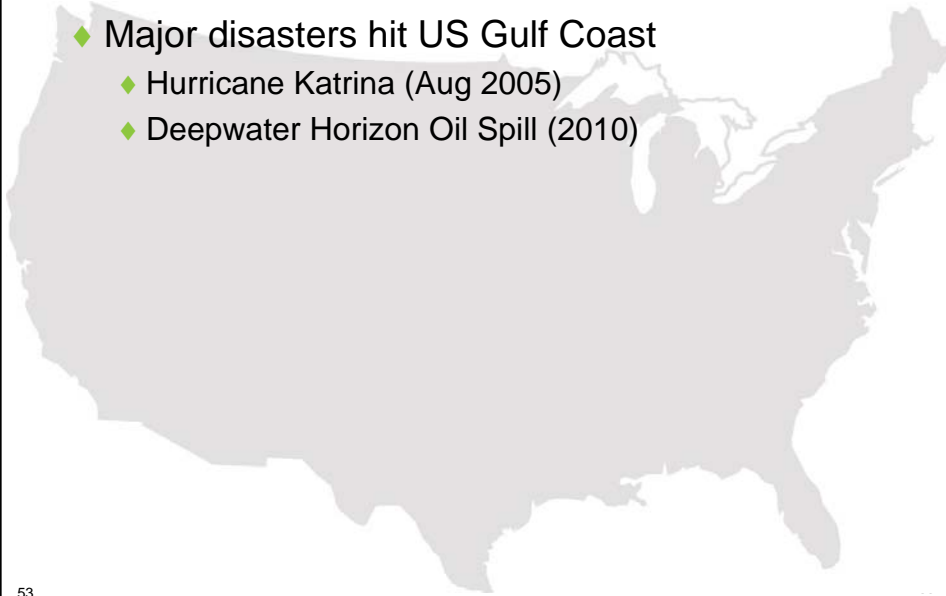 ♦ Major disasters hit US Gulf Coast
♦ Hurricane Katrina (Aug 2005)
♦ Deepwater Horizon Oil Spill (2010)
53